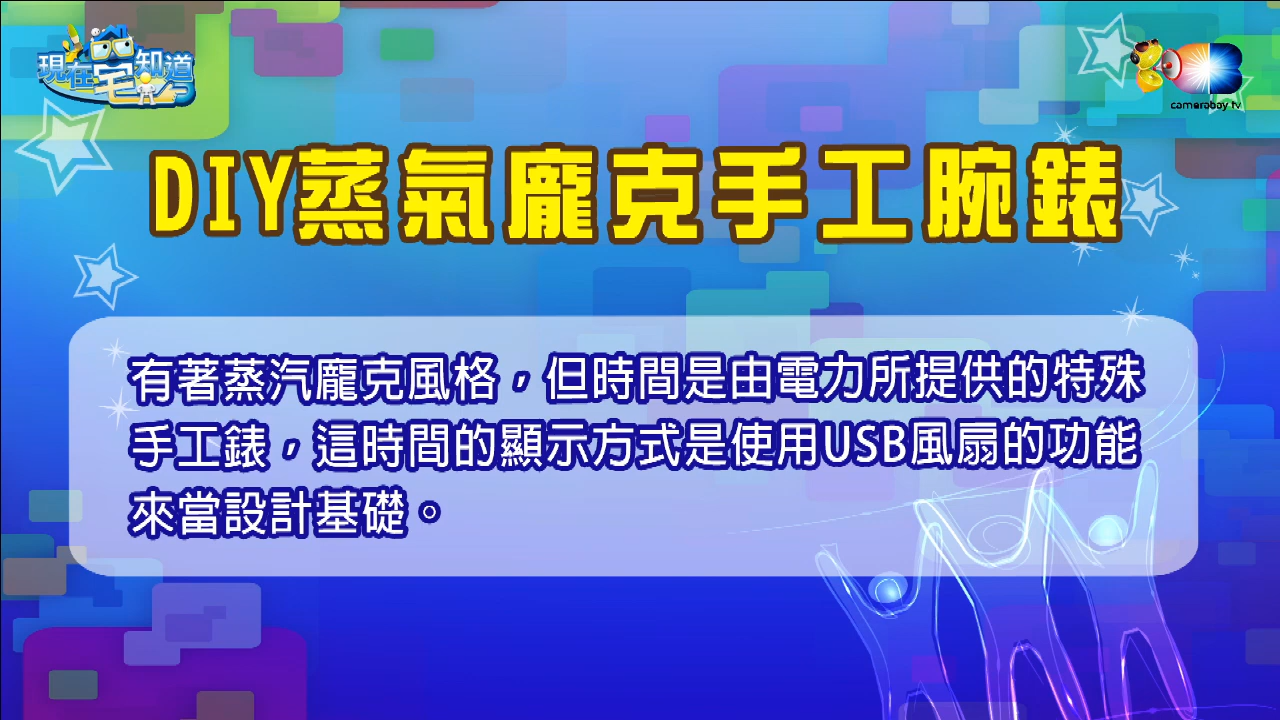 現在宅知道
camerabay tv
DIY蒸氣龐克手工腕錶
有著蒸汽龐克風格，但時間是由電力所提供的特殊
手工錶，這時間的顯示方式是使用USB風扇的功能
來當設計基礎。